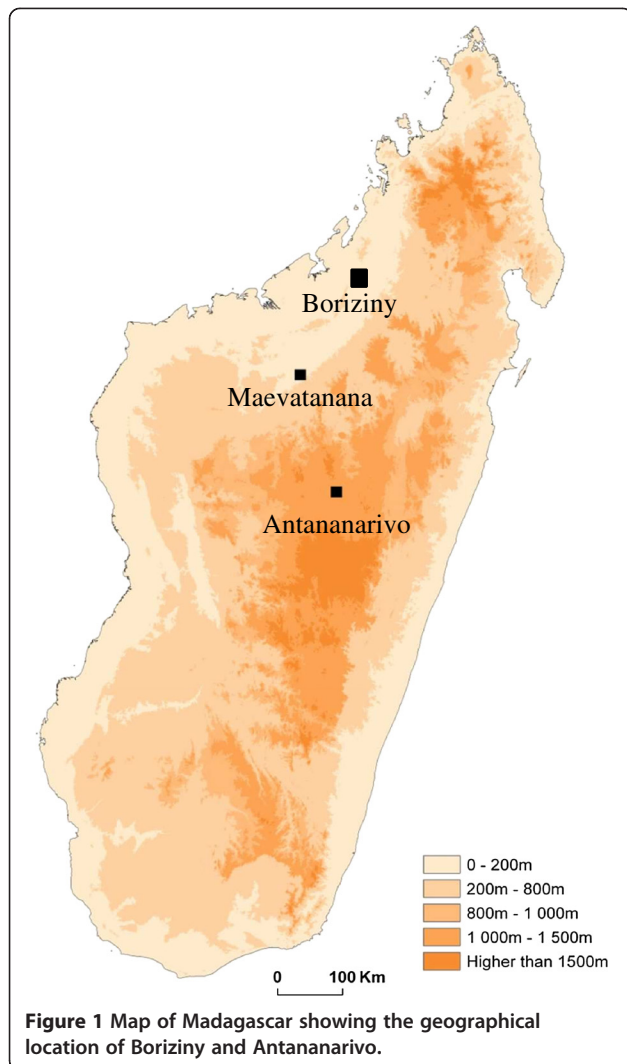 Boriziny
Maevatanana
Antananarivo
0 - 200m
200m - 800m
800m - 1 000m
1 000m - 1 500m
Higher than 1500m
0 100 Km
Figure 1 Map of Madagascar showing the geographical
location of Boriziny and Antananarivo.